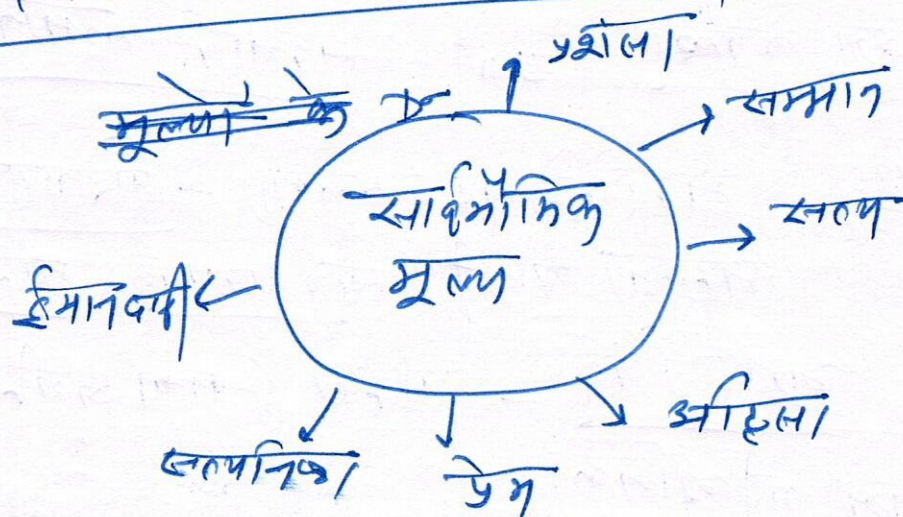 प्रशंसा
मूल्यों के
सम्मान
सार्वभौमिक
मूल्य
सत्य
ईमानदारी
अहिंसा
सत्यनिष्ठा
प्रेम